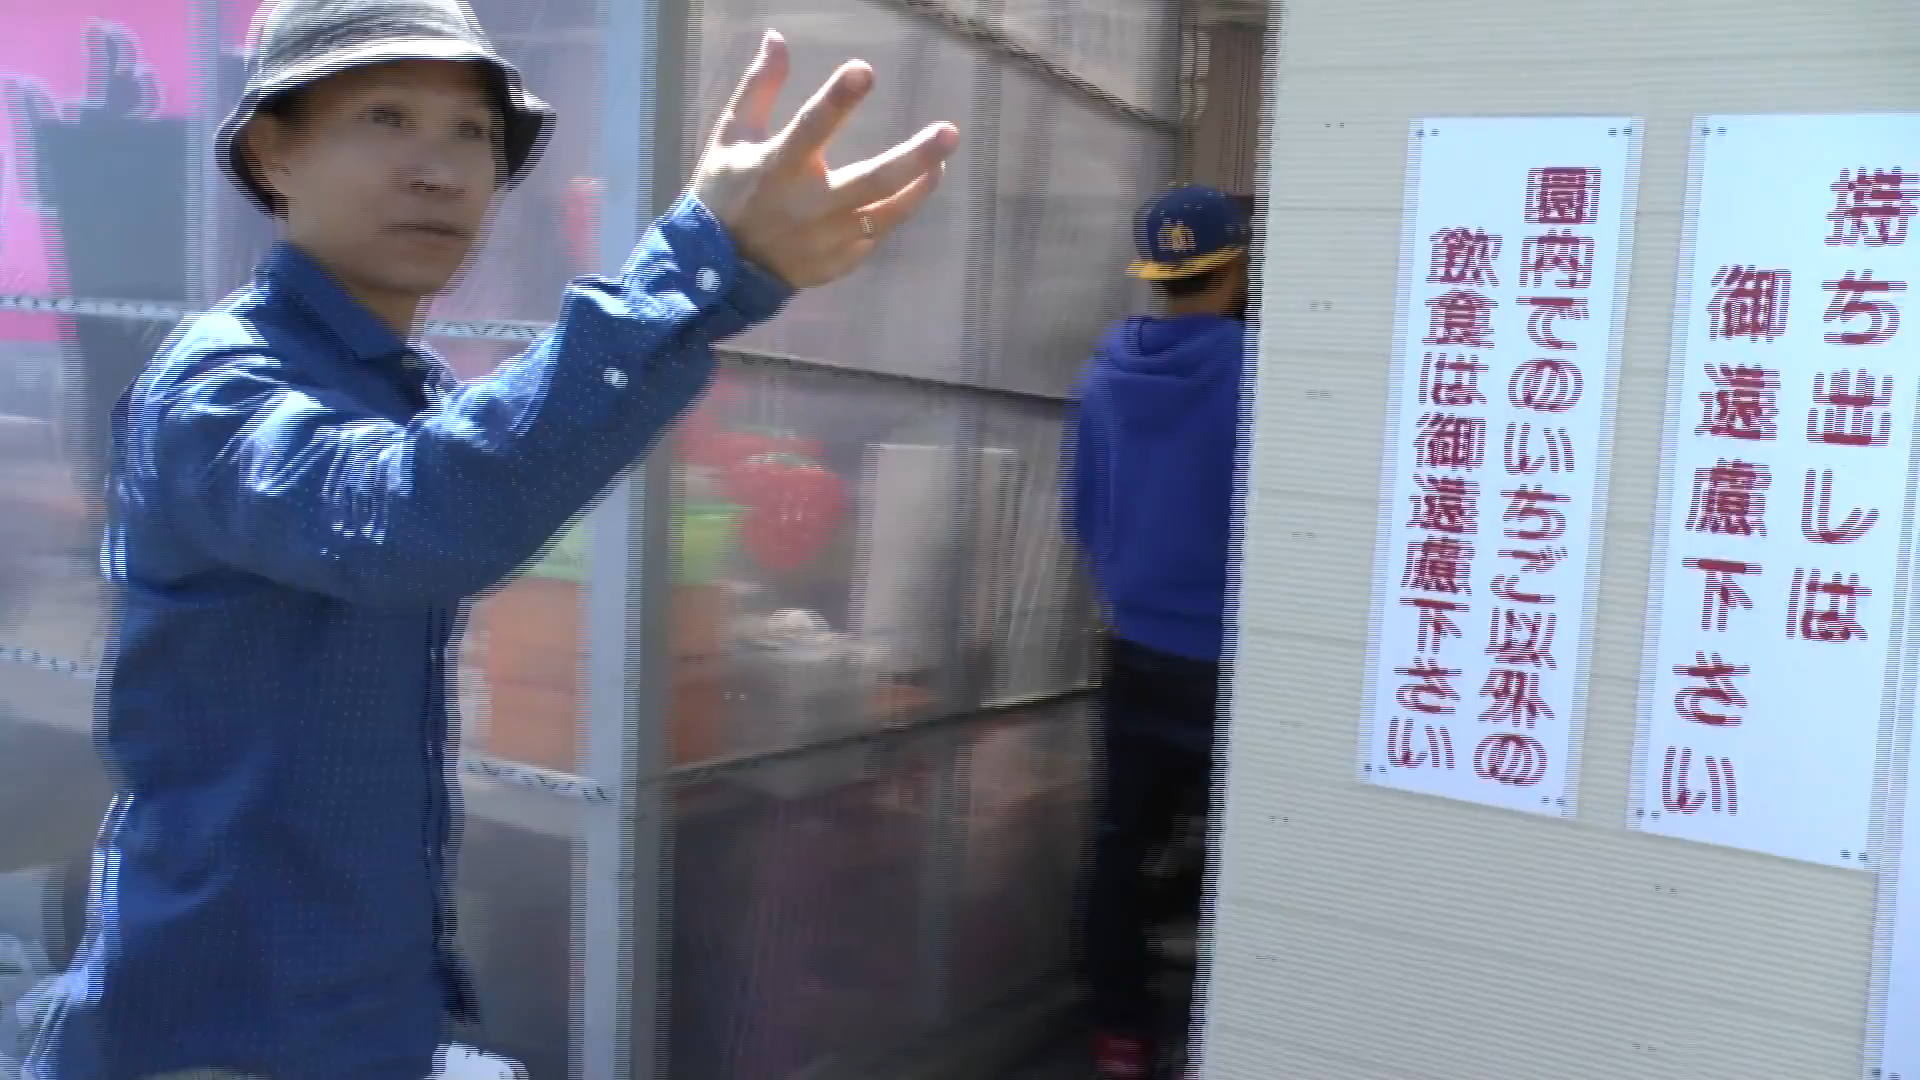 持ち出しは
御遠慮下さい
園内でのいちご以外の
飲食は御遠慮下さい